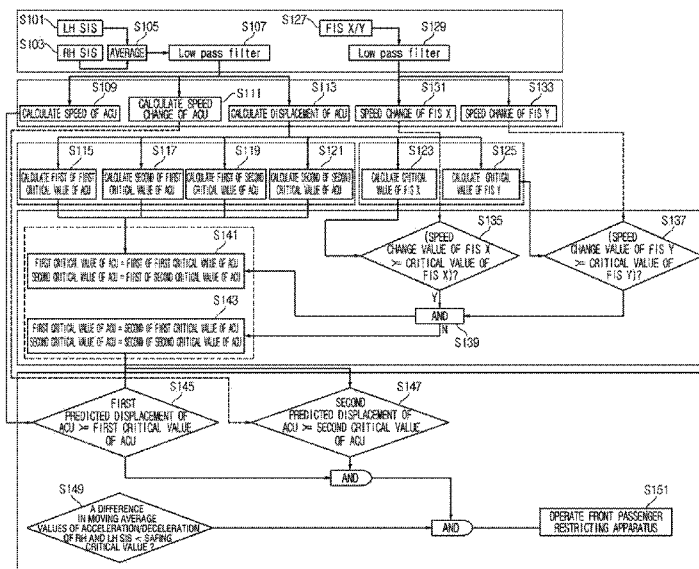 S101
LH SIS
S103
RH SIS
S105
AVERAGE
S107
Low pass filter
S127
FIS X/Y
S129
Low pass filter
S109
CALCULATE SPEED OF ACU
S111
CALCULATE SPEED
CHANGE OF ACU
S113
CALCULATE DISPLACEMENT OF ACU
S131
SPEED CHANGE OF FIS X
S133
SPEED CHANGE OF FIS Y
S115
CALCULATE FIRST OF FIRST
CRITICAL VALUE OF ACU
S117
CALCULATE SECOND OF FIRST
CRITICAL VALUE OF ACU
S119
CALCULATE FIRST OF SECOND
CRITICAL VALUE OF ACU
S121
CALCULATE SECOND OF SECOND
CRITICAL VALUE OF ACU
S123
CALCULATE CRITICAL
VALUE OF FIS X
S125
CALCULATE CRITICAL
VALUE OF FIS Y
S135
(SPEED
CHANGE VALUE OF FIS X
>= CRITICAL VALUE OF
FIS X)?
S137
(SPEED
CHANGE VALUE OF FIS Y
>= CRITICAL VALUE OF
FIS Y)?
S141
FIRST CRITICAL VALUE OF ACU = FIRST OF FIRST CRITICAL VALUE OF ACU
SECOND CRITICAL VALUE OF ACU = FIRST OF SECOND CRITICAL VALUE OF ACU
Y
AND
S139
N
S143
FIRST CRITICAL VALUE OF ACU = SECOND OF FIRST CRITICAL VALUE OF ACU
SECOND CRITICAL VALUE OF ACU = SECOND OF SECOND CRITICAL VALUE OF ACU
S145
FIRST
PREDICTED DISPLACEMENT OF
ACU >= FIRST CRITICAL VALUE
OF ACU
S147
SECOND
PREDICTED DISPLACEMENT OF
ACU >= SECOND CRITICAL VALUE
OF ACU
AND
S149
A DIFFERENCE
IN MOVING AVERAGE
VALUES OF ACCELERATION/DECELERATION
OF RH AND LH SIS < SAFING
CRITICAL VALUE ?
AND
S151
OPERATE FRONT PASSENGER
RESTRICTING APPARATUS